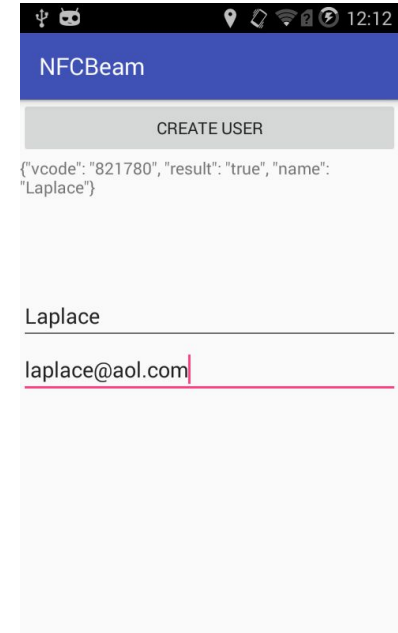 12:12
NFCBeam
CREATE USER
{"vcode": "821780", "result": "true", "name":
"Laplace"}
Laplace
laplace@aol.com